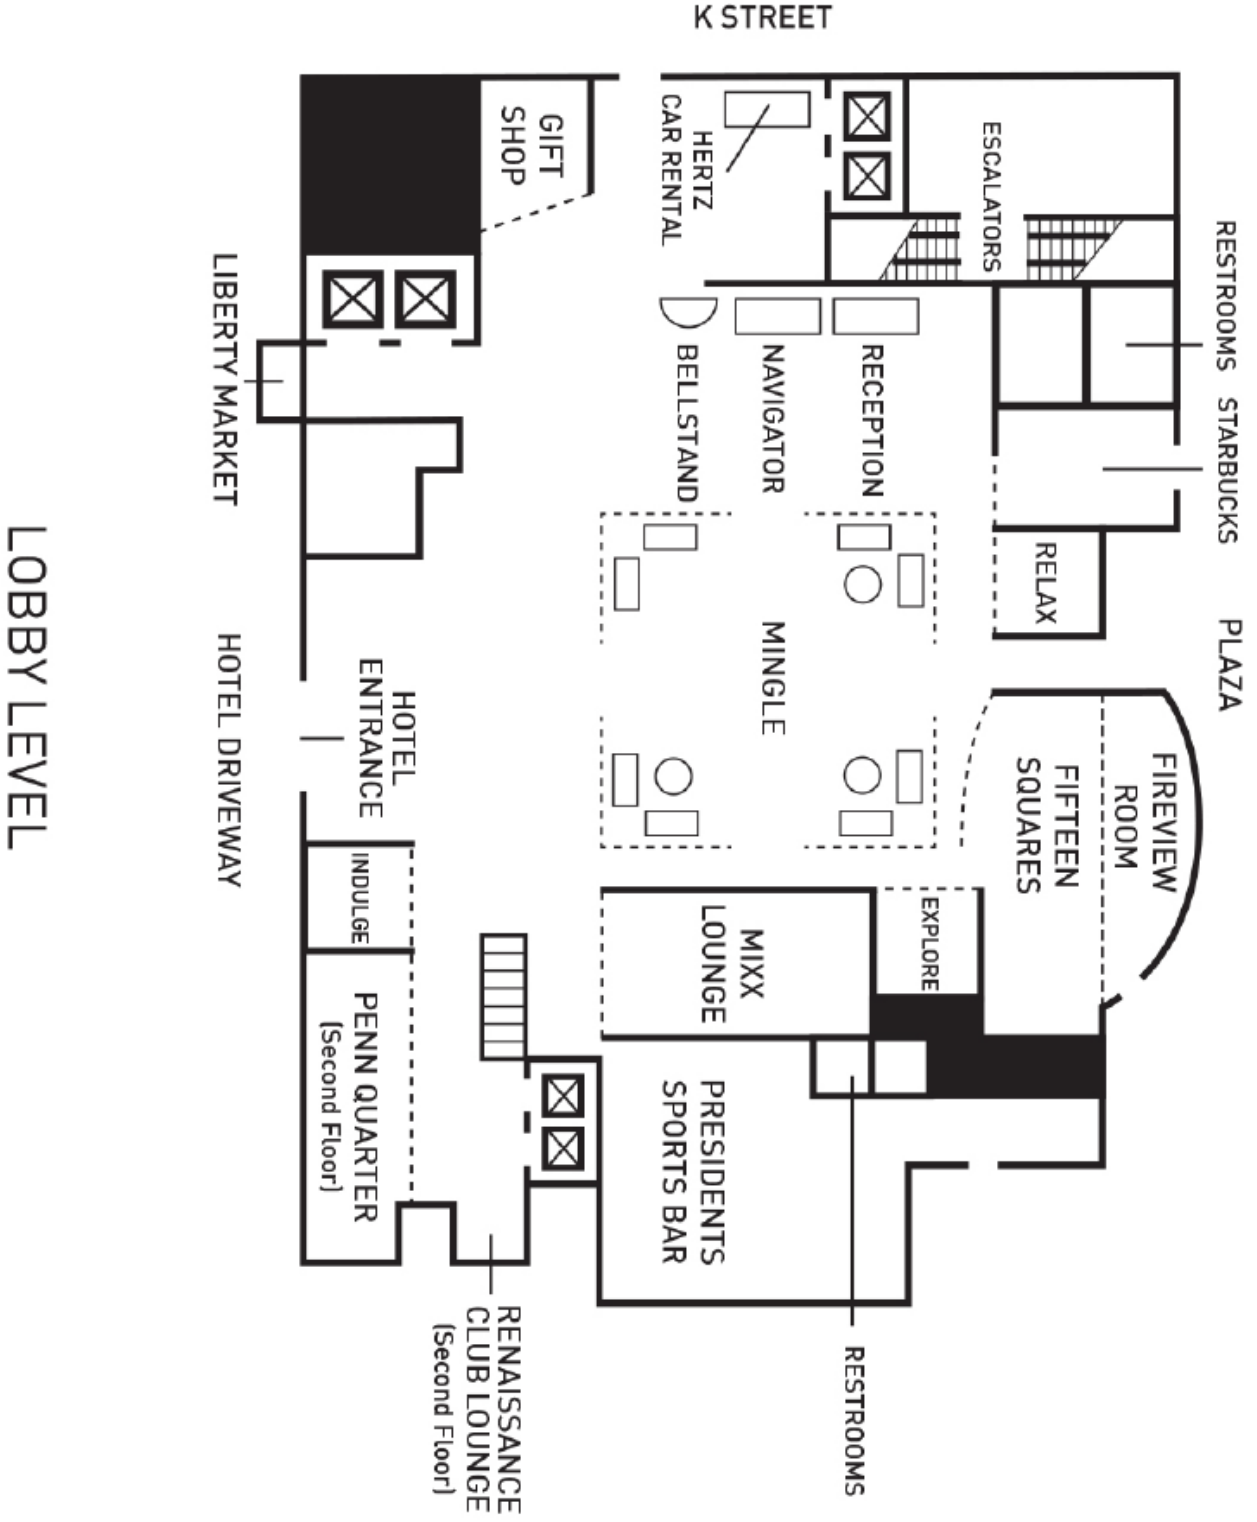 K STREET
GIFT
SHOP
HERTZ
CAR RENTAL
ESCALATORS
RESTROOMS
LIBERTY MARKET
BELLSTAND
NAVIGATOR
RECEPTION
STARBUCKS
RELAX
PLAZA
MINGLE
HOTEL
ENTRANCE
HOTEL DRIVEWAY
LOBBY LEVEL
FIREVIEW
ROOM
FIFTEEN
SQUARES
INDULGE
EXPLORE
MIXX
LOUNGE
PENN QUARTER
(Second Floor)
PRESIDENTS
SPORTS BAR
RENAISSANCE
CLUB LOUNGE
(Second Floor)
RESTROOMS